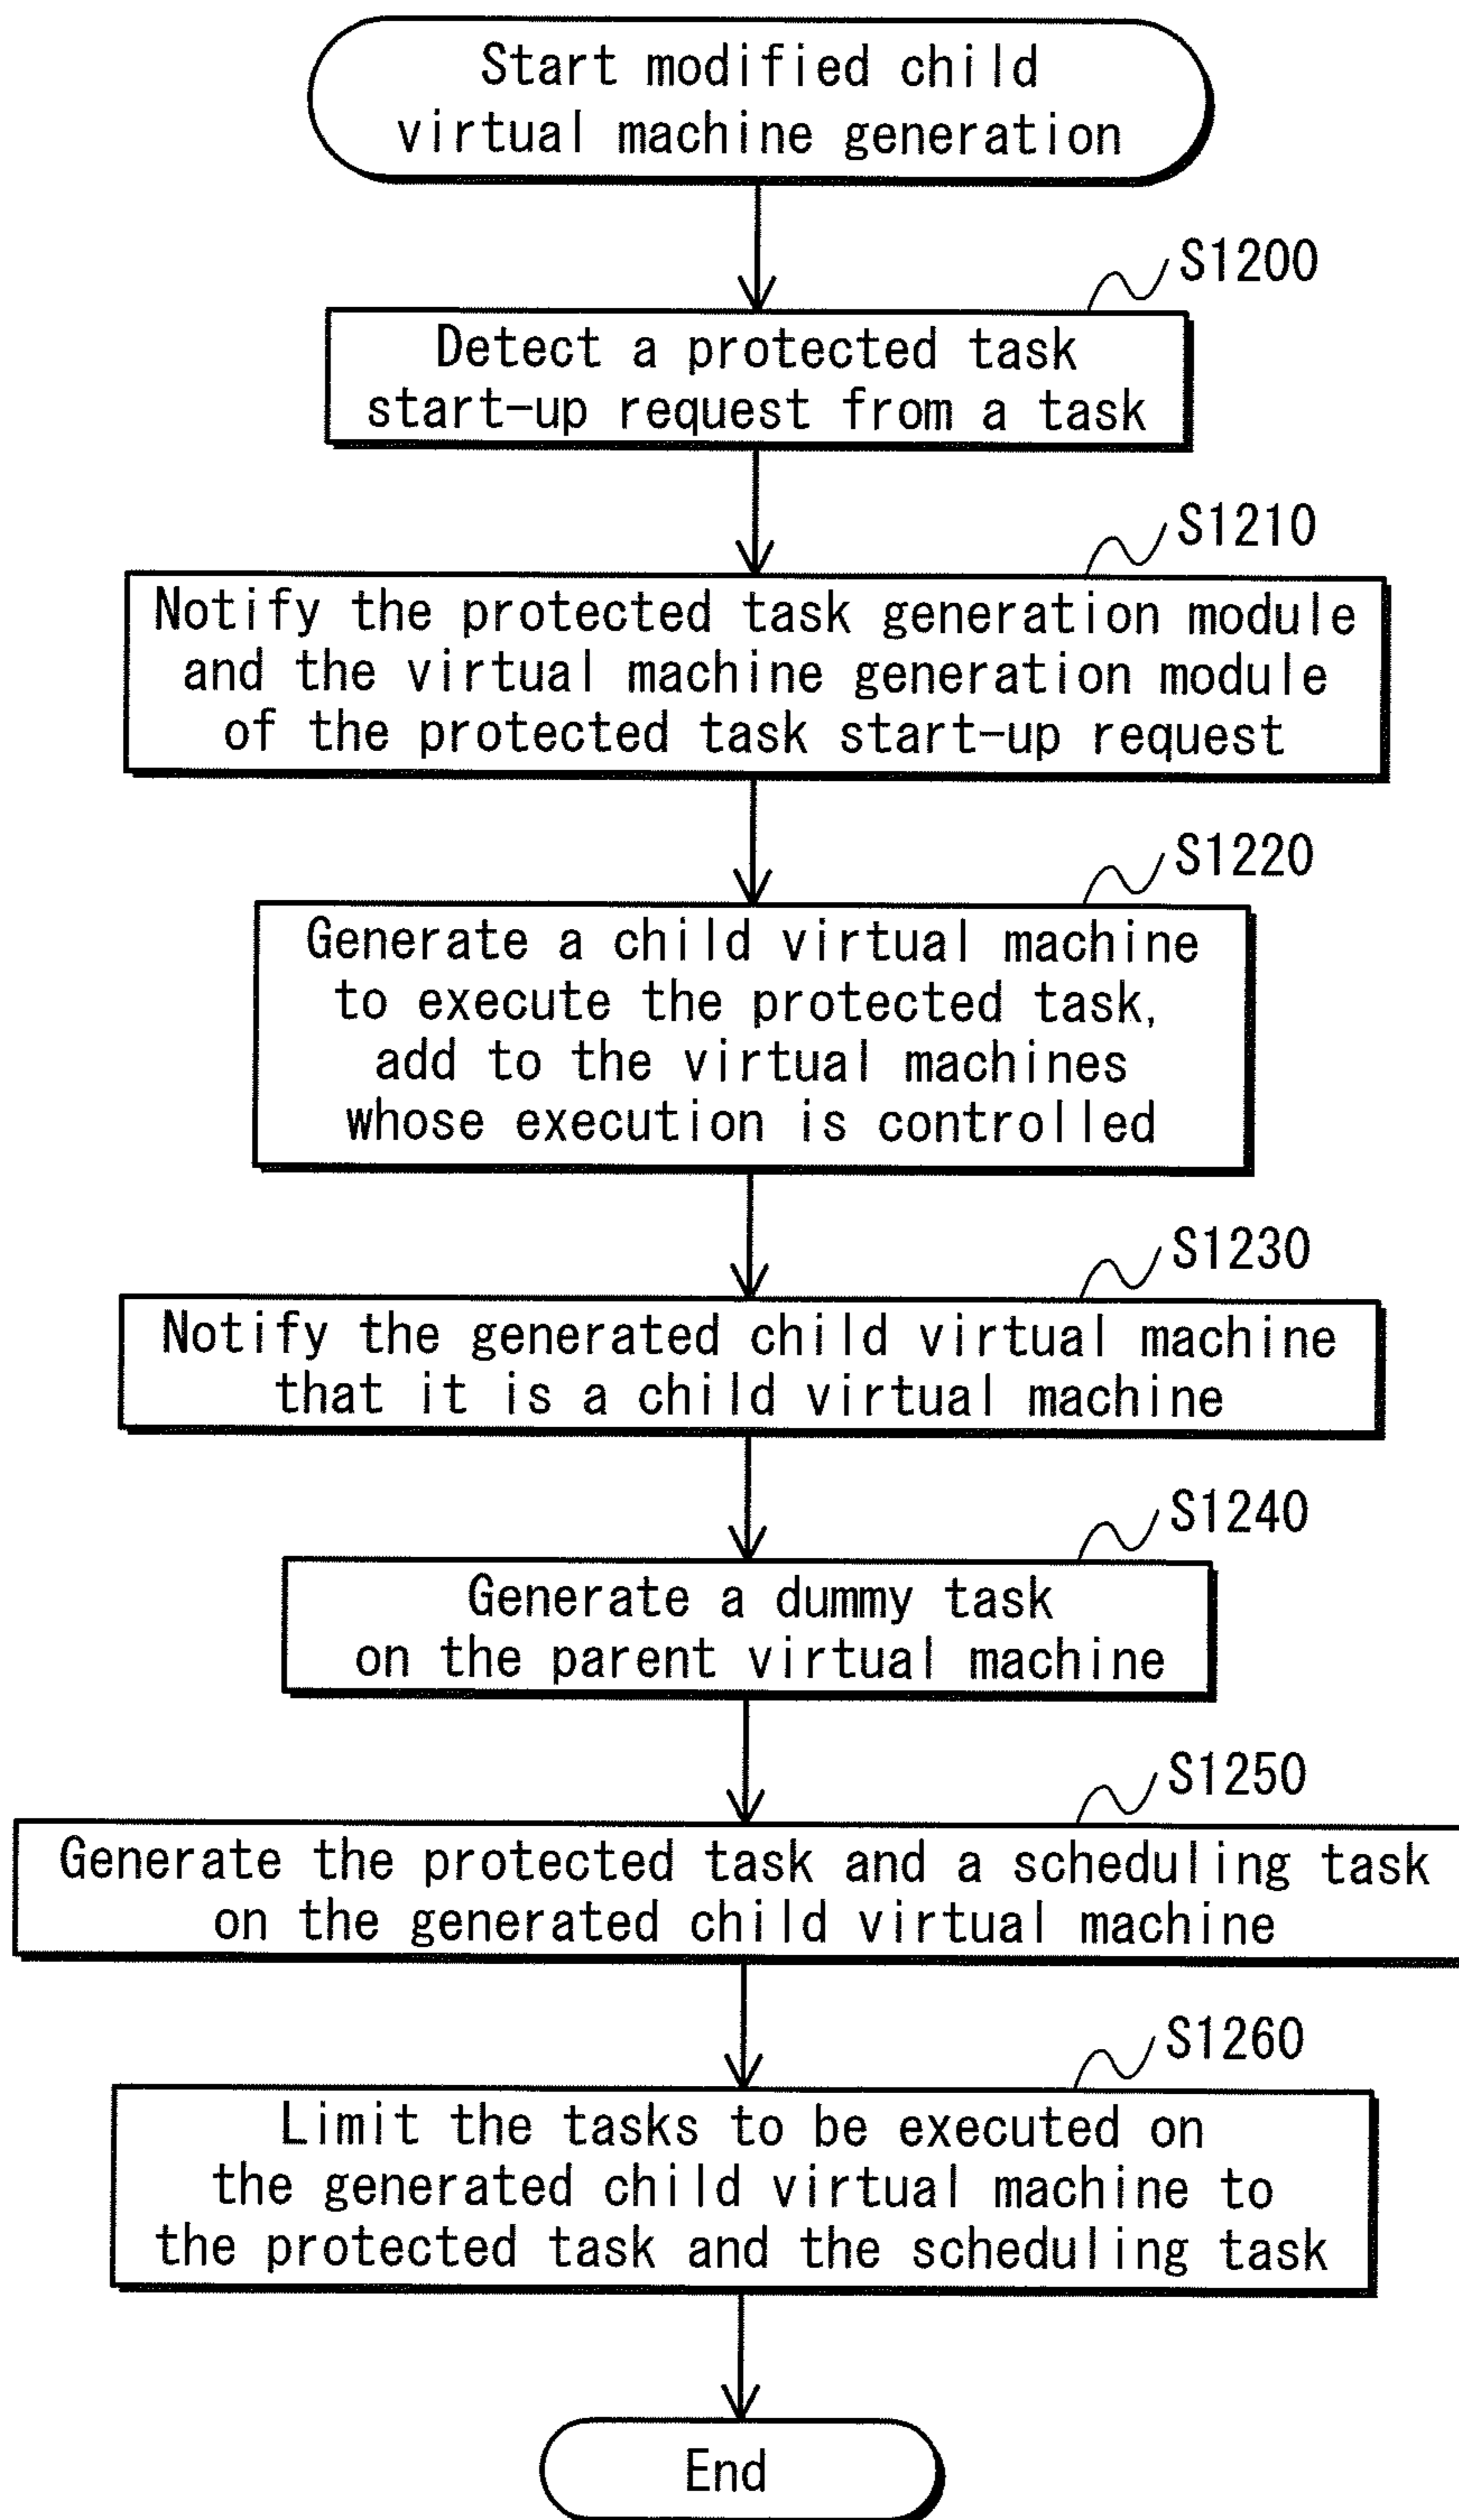 Start modified child
virtual machine generation
S1200
Detect a protected task
start-up request from a task
S1210
Notify the protected task generation module
and the virtual machine generation module
of the protected task start-up request
S1220
Generate a child virtual machine
to execute the protected task,
add to the virtual machines
whose execution is controlled
S1230
Notify the generated child virtual machine
that it is a child virtual machine
S1240
Generate a dummy task
on the parent virtual machine
S1250
Generate the protected task and a scheduling task
on the generated child virtual machine
S1260
Limit the tasks to be executed on
the generated child virtual machine to
the protected task and the scheduling task
End